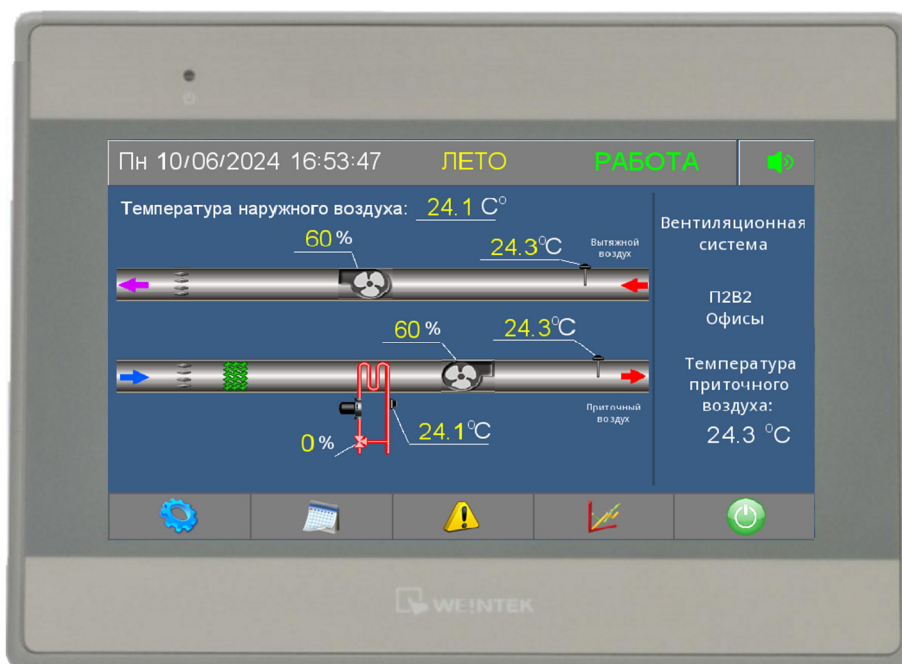 Пн 10/06/2024 16:53:47 ЛЕТО РАБОТА
Температура наружного воздуха: 24.1 C°
60 %
24.3°C
Вытяжной
воздух
60 %
24.3°C
Приточный
воздух
0 %
24.1°C
Вентиляционная
система
П2В2
Офисы
Температура
приточного
воздуха:
24.3 °C
WEINTEK